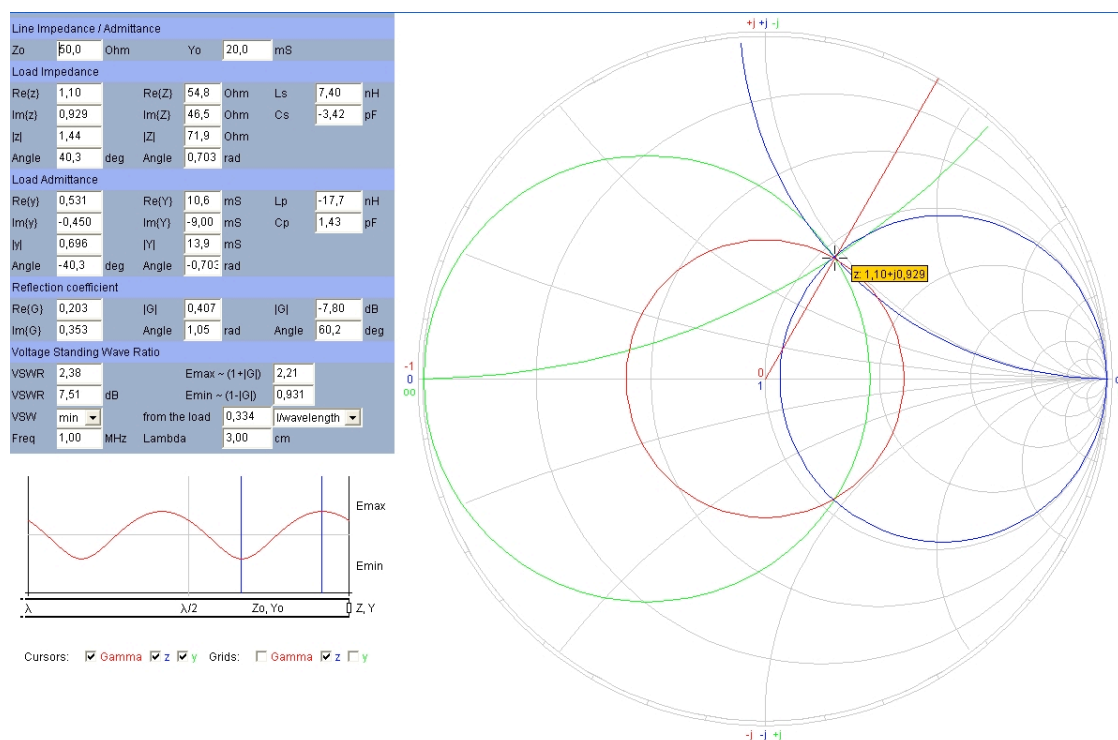 Line Impedance / Admittance
Zo 50,0 Ohm Yo 20,0 mS
Load Impedance
Re{z} 1,10 Re{Z} 54,8 Ohm Ls 7,40 nH
Im{z} 0,929 Im{Z} 46,5 Ohm Cs -3,42 pF
|z| 1,44 |Z| 71,9 Ohm
Angle 40,3 deg Angle 0,703 rad
Load Admittance
Re{y} 0,531 Re{Y} 10,6 mS Lp -17,7 nH
Im{y} -0,450 Im{Y} -9,00 mS Cp 1,43 pF
|y| 0,696 |Y| 13,9 mS
Angle -40,3 deg Angle -0,703 rad
Reflection coefficient
Re{G} 0,203 |G| 0,407 |G| -7,80 dB
Im{G} 0,353 Angle 1,05 rad Angle 60,2 deg
Voltage Standing Wave Ratio
VSWR 2,38 Emax ~ (1+|G|) 2,21
VSWR 7,51 dB Emin ~ (1-|G|) 0,931
VSW min from the load 0,334 l/wavelength
Freq 1,00 MHz Lambda 3,00 cm
Emax
Emin
λ λ/2 Zo, Yo Z, Y
Cursors: Gamma z y Grids: Gamma z y
+j +j -j
z: 1,10+j0,929
-1
0
oo
0
1
-j -j +j